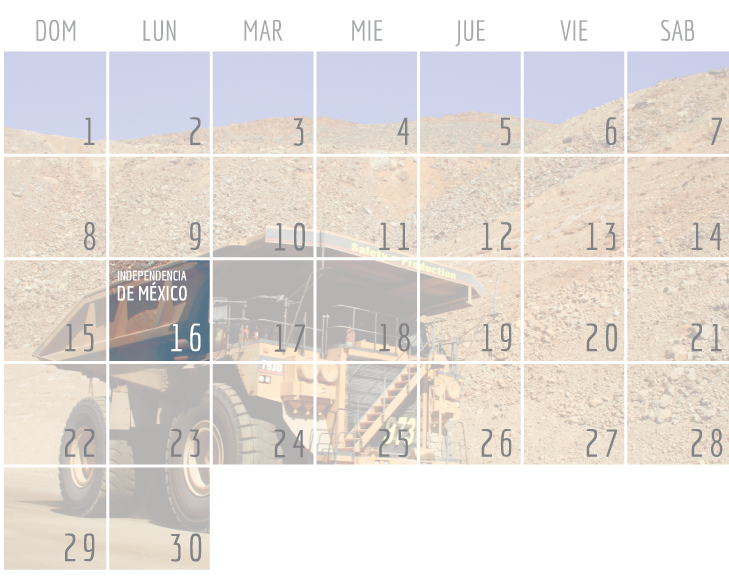 DOM LUN MAR MIE JUE VIE SAB
1 2 3 4 5 6 7
8 9 10 11 12 13 14
Safety - Production
INDEPENDENCIA
DE MÉXICO
15 16 17 18 19 20 21
22 23 24 25 26 27 28
29 30